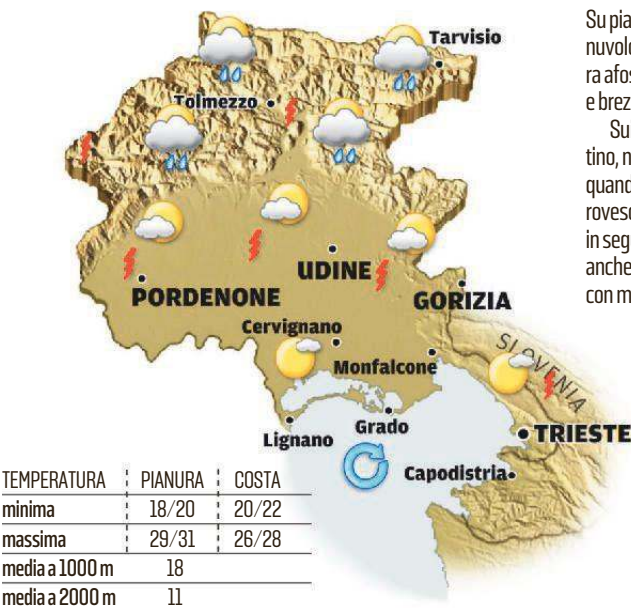 Tarvisio
Tolmezzo
UDINE
PORDENONE
GORIZIA
Cervignano
Monfalcone
SLOVENIA
Grado
Lignano
TRIESTE
Capodistria
TEMPERATURA PIANURA COSTA
minima 18/20 20/22
massima 29/31 26/28
media a 1000 m 18
media a 2000 m 11
Su pia
nuvolo
ra afos
e brez
Su
tino, n
quand
rovesc
in seg
anche
con m